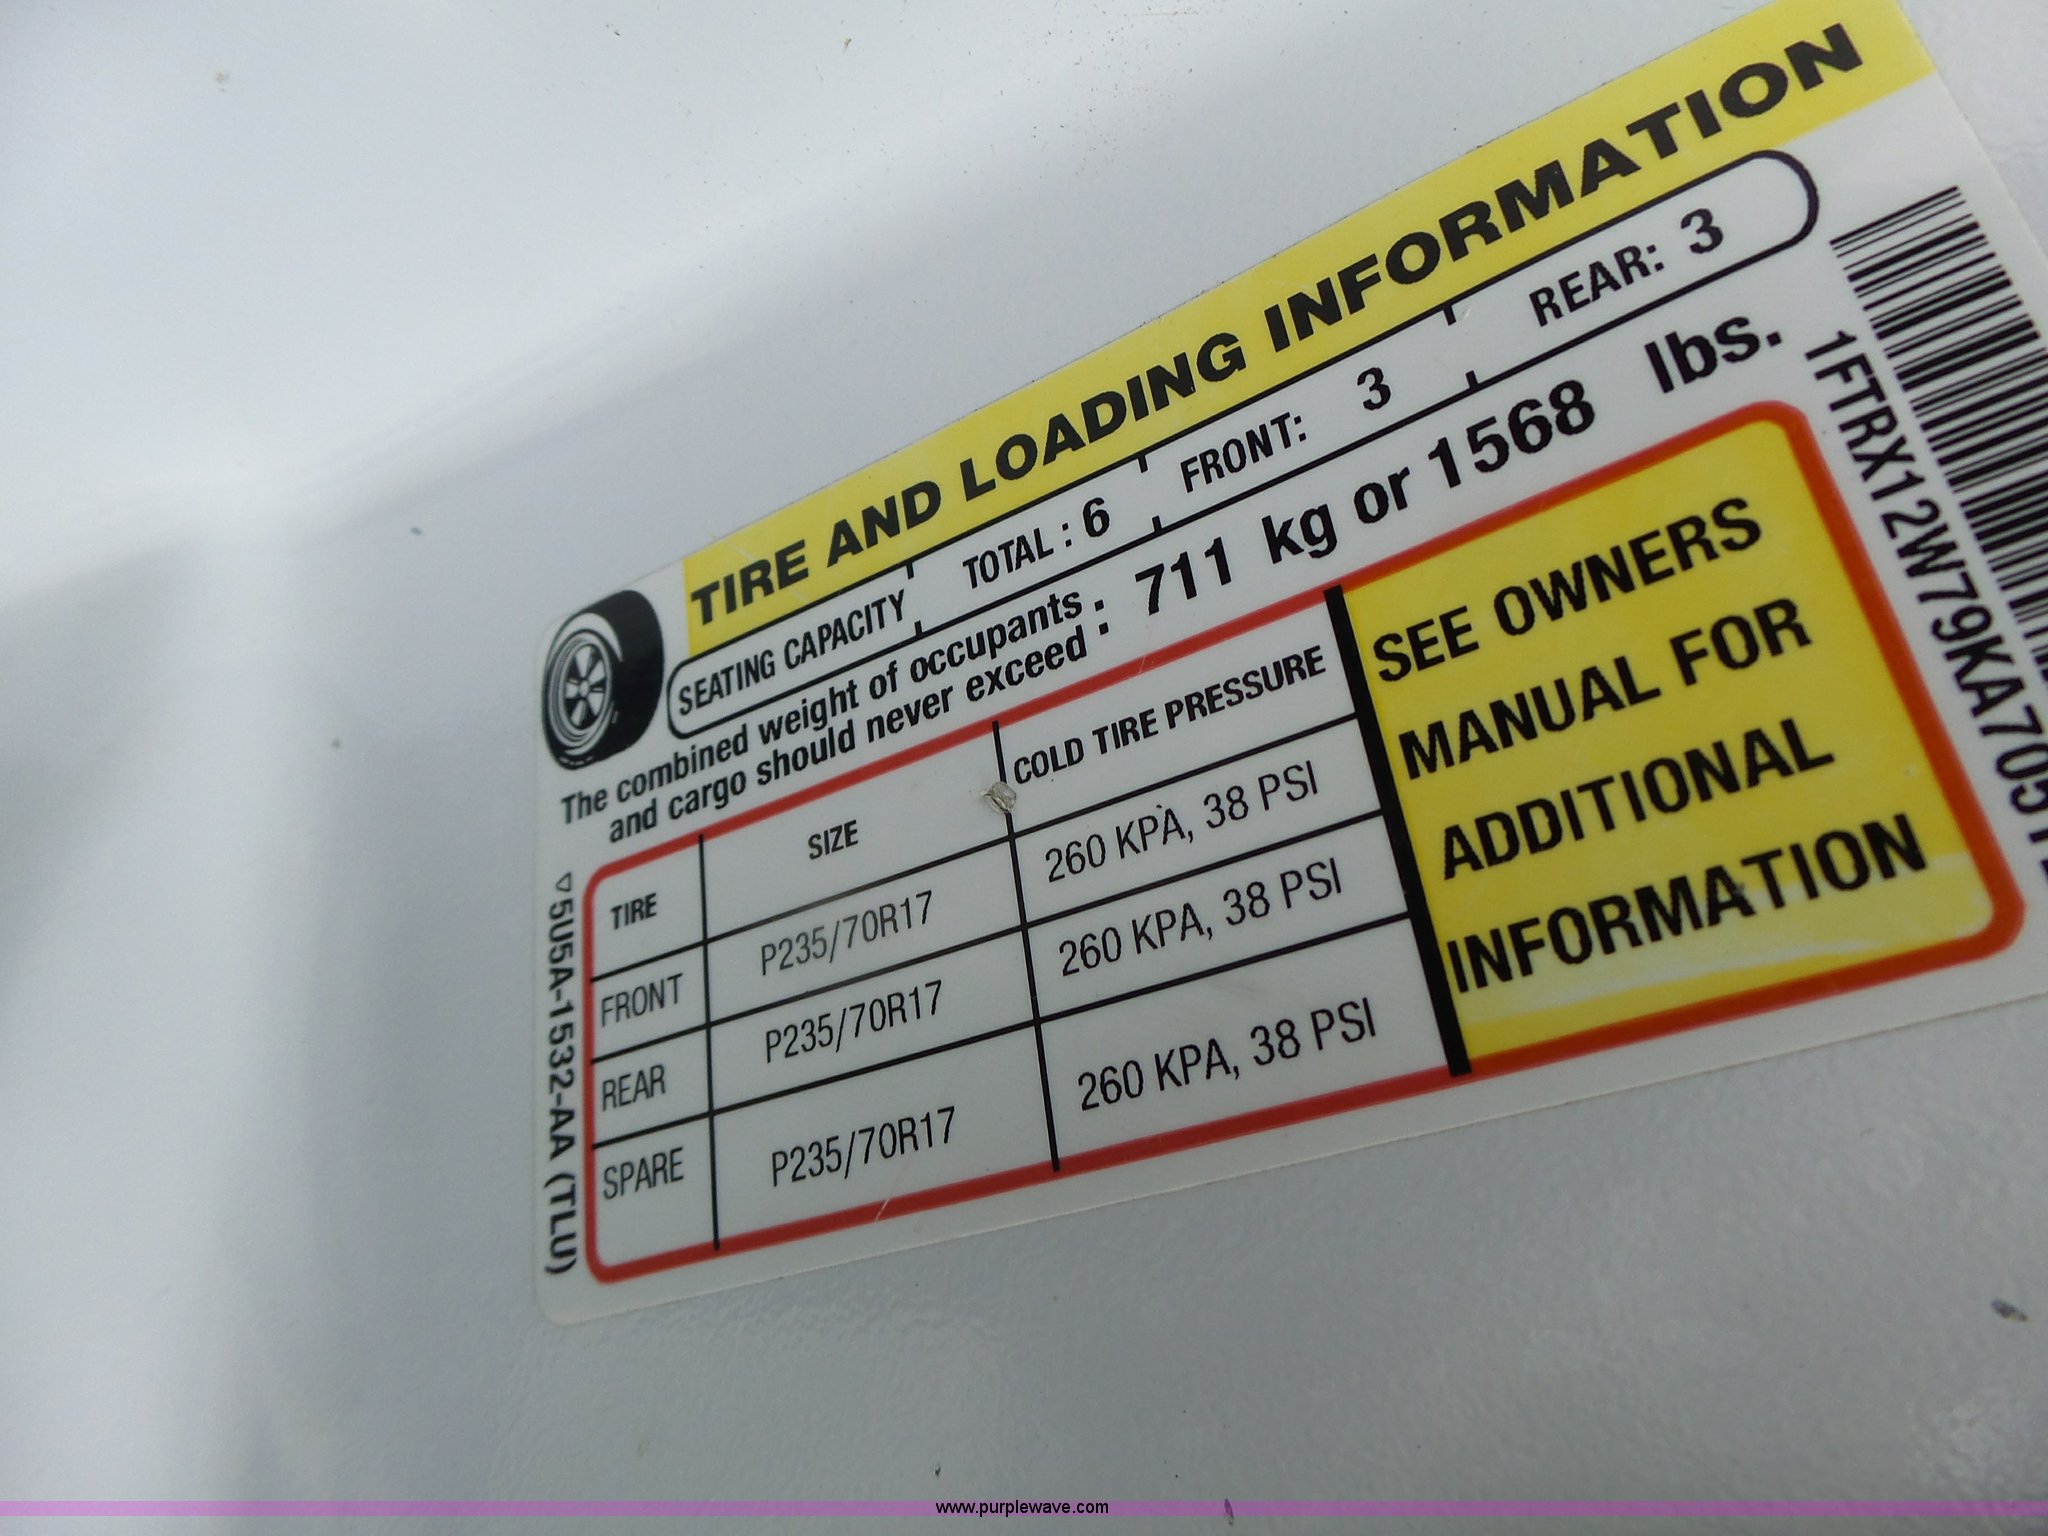 TIRE AND LOADING INFORMATION
SEATING CAPACITY TOTAL : 6 FRONT: 3 REAR: 3
The combined weight of occupants : 711 kg or 1568 lbs.
and cargo should never exceed :
TIRE SIZE COLD TIRE PRESSURE
FRONT P235/70R17 260 KPA, 38 PSI
REAR P235/70R17 260 KPA, 38 PSI
SPARE P235/70R17 260 KPA, 38 PSI
SEE OWNERS
MANUAL FOR
ADDITIONAL
INFORMATION
5U5A-1532-AA (TLU)
www.purplewave.com